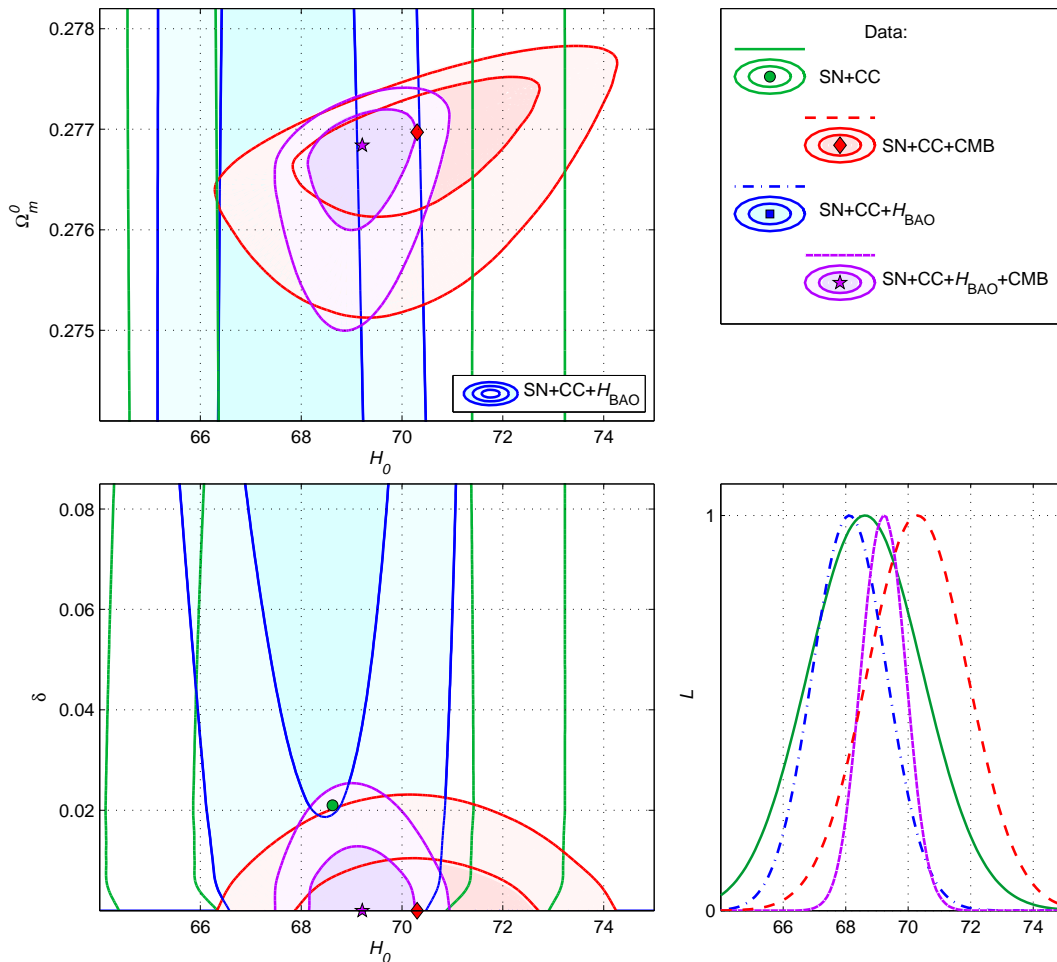 0.278
0.277
0.276
0.275
Ω_m^0
66 68 70 72 74
H_0
SN+CC+H_BAO
Data:
SN+CC
SN+CC+CMB
SN+CC+H_BAO
SN+CC+H_BAO+CMB
0.08
0.06
0.04
0.02
0
δ
66 68 70 72 74
H_0
1
0
L
66 68 70 72 74